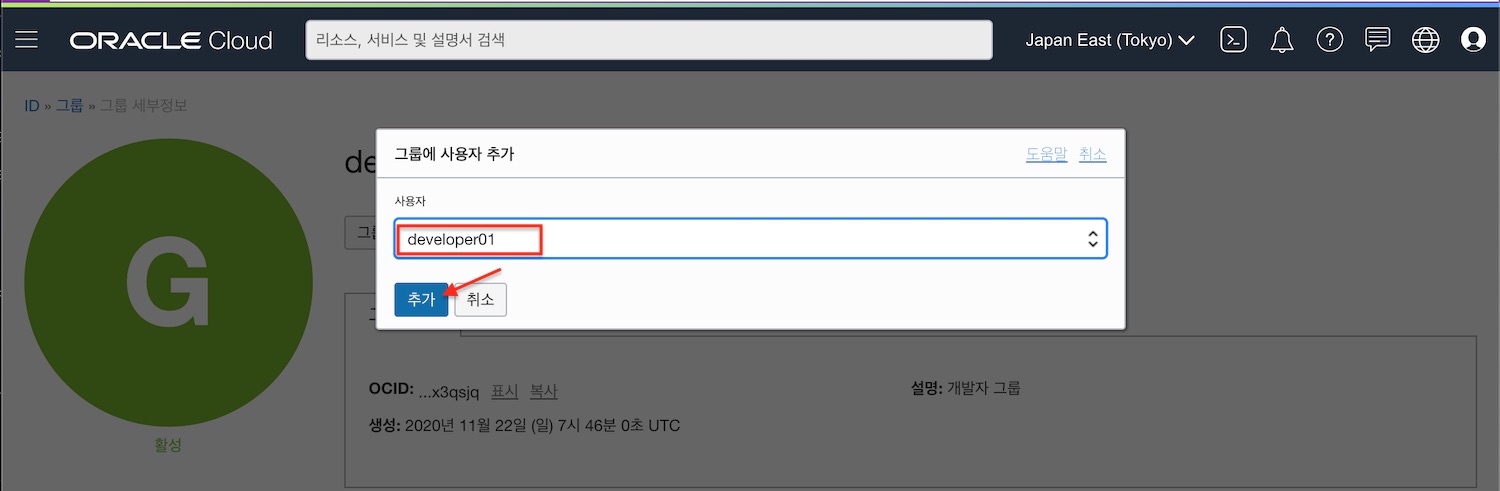 ORACLE Cloud
리소스, 서비스 및 설명서 검색
Japan East (Tokyo)
ID » 그룹 » 그룹 세부정보
그룹에 사용자 추가
도움말 취소
사용자
developer01
추가
취소
G
활성
OCID: ...x3qsjq 표시 복사
설명: 개발자 그룹
생성: 2020년 11월 22일 (일) 7시 46분 0초 UTC